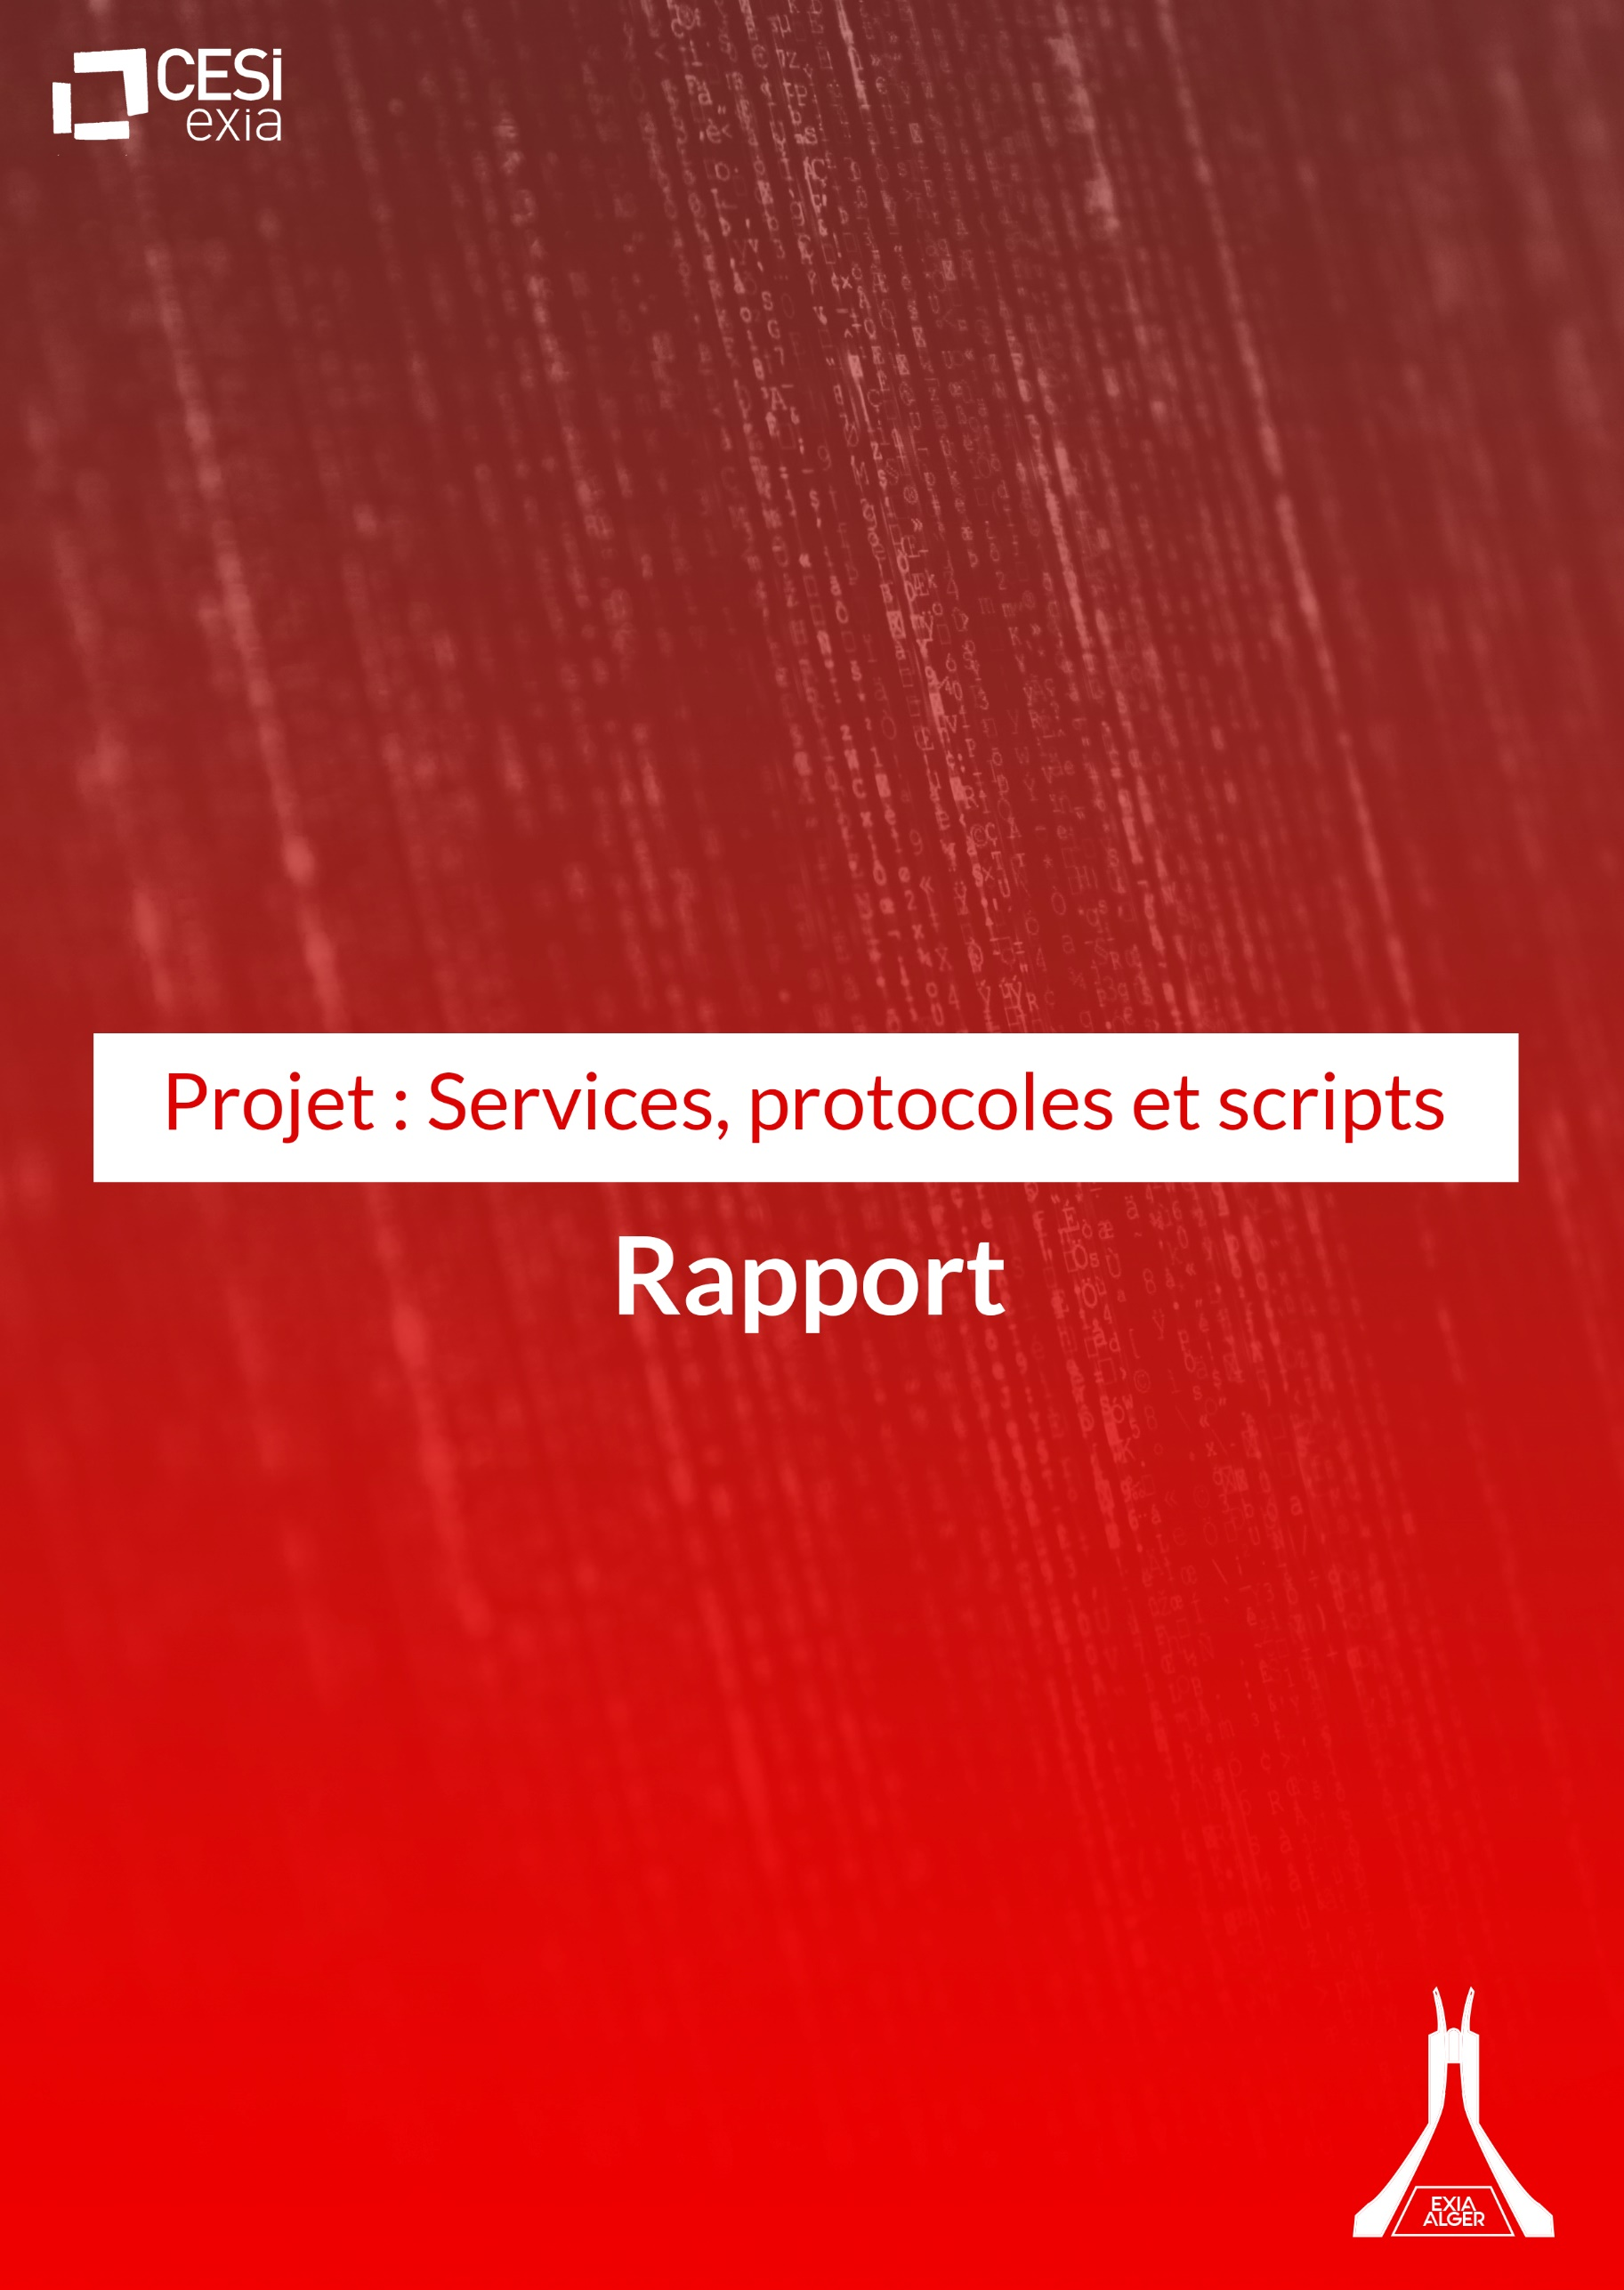 CESi
exia
Projet : Services, protocoles et scripts
Rapport
EXIA
ALGER